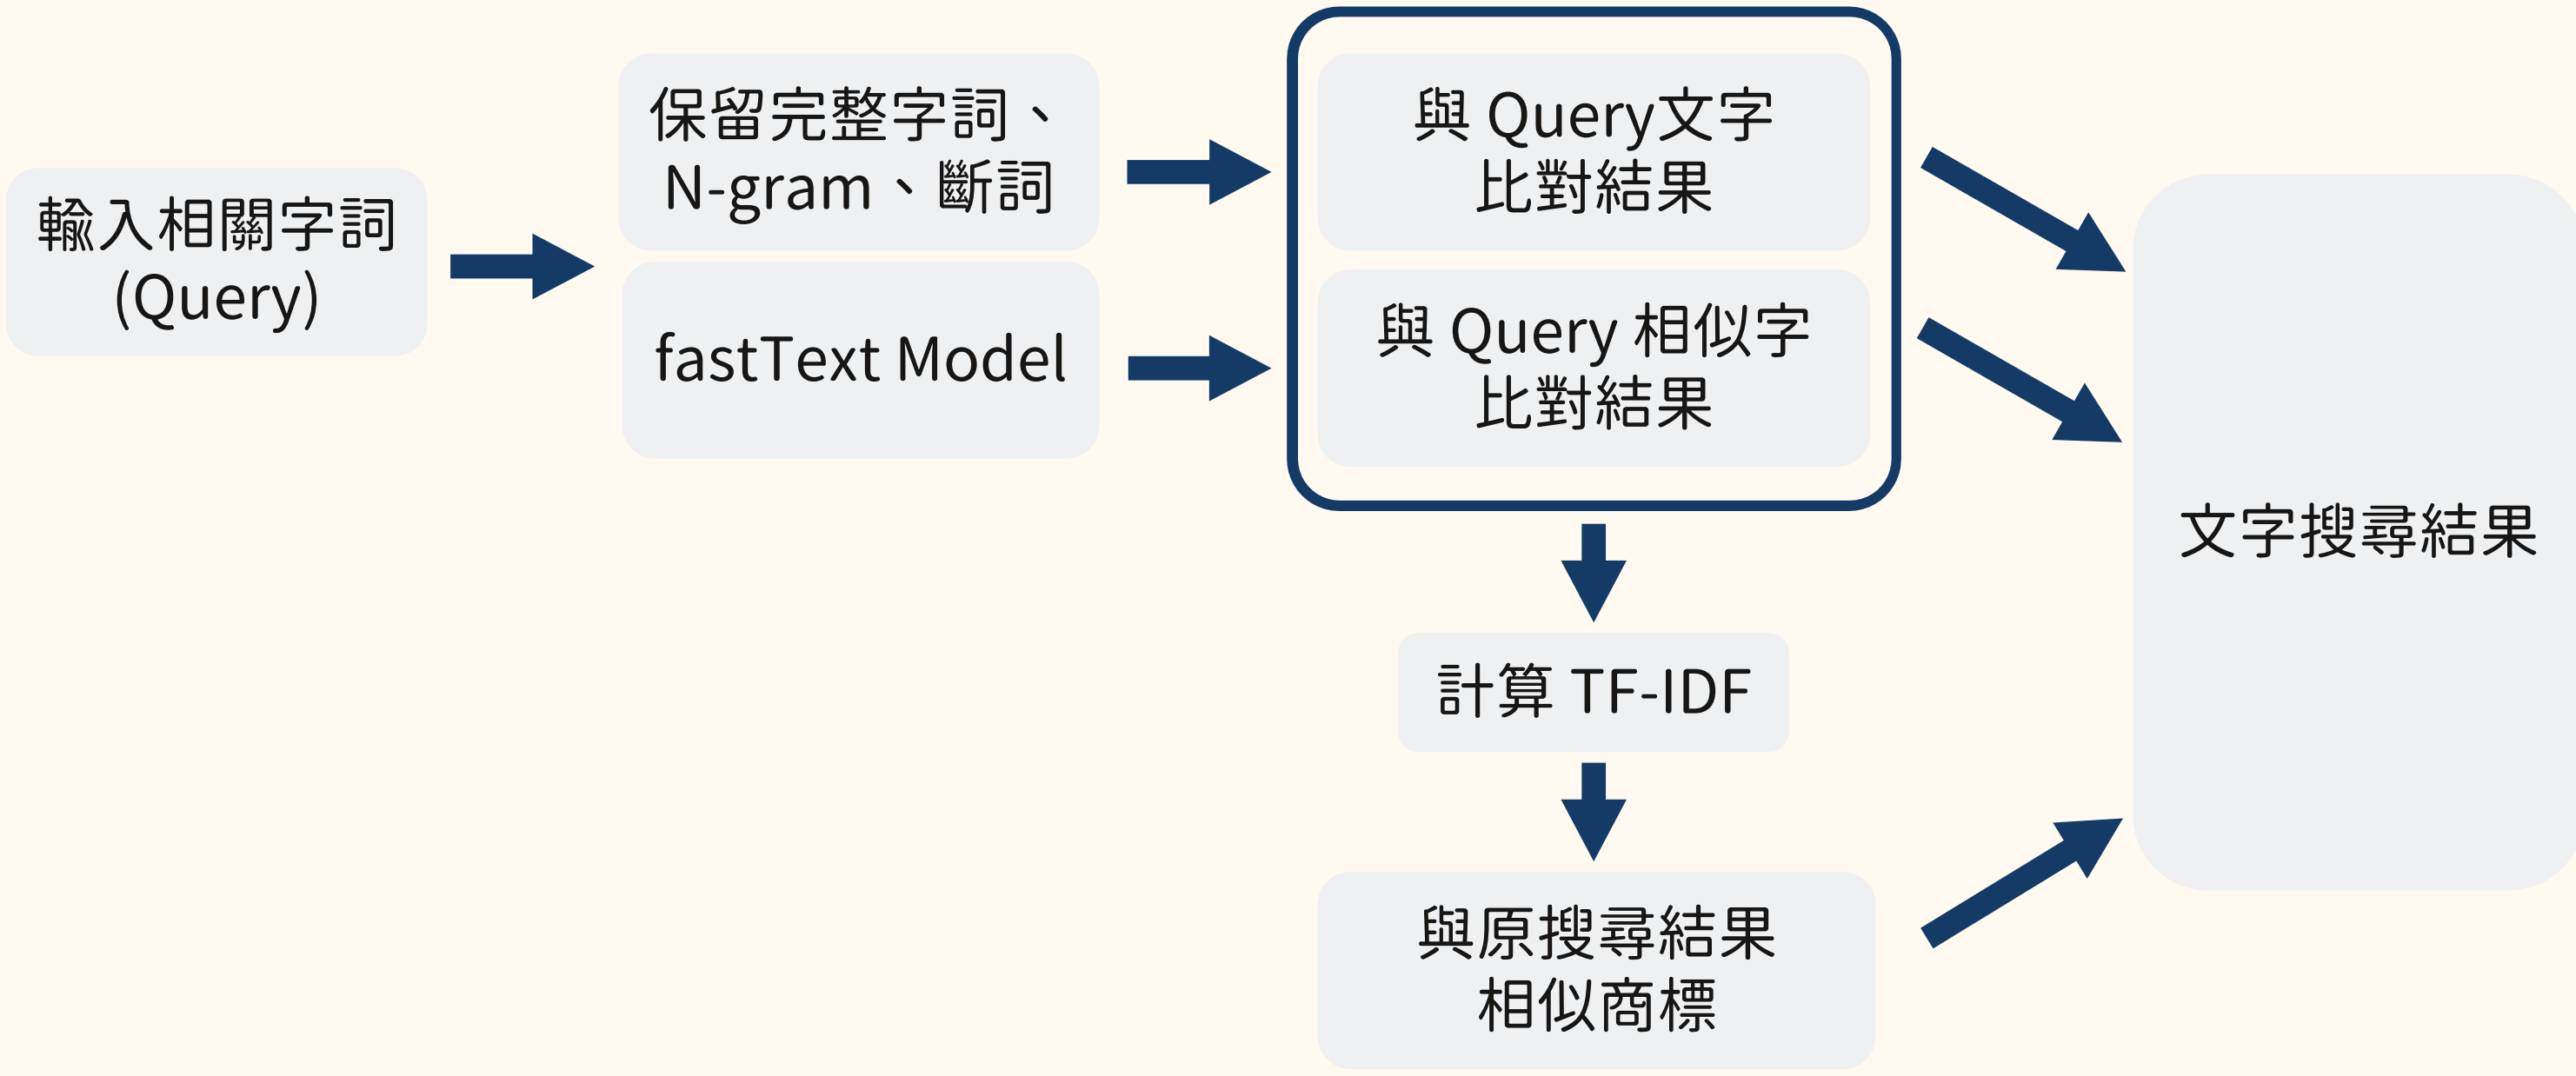 輸入相關字詞
(Query)
保留完整字詞、
N-gram、斷詞
fastText Model
與 Query文字
比對結果
與 Query 相似字
比對結果
計算 TF-IDF
與原搜尋結果
相似商標
文字搜尋結果